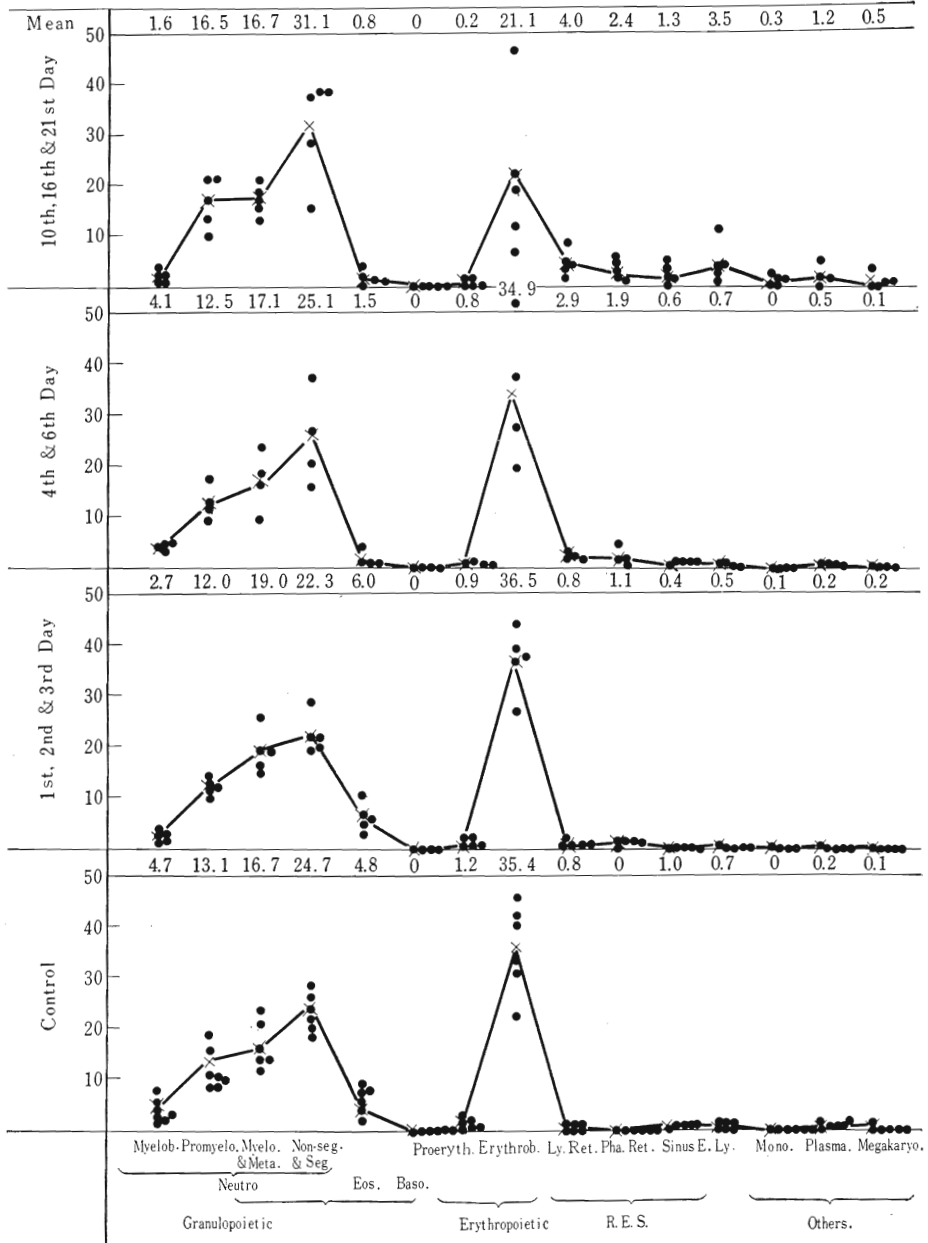 Mean 1.6 16.5 16.7 31.1 0.8 0 0.2 21.1 4.0 2.4 1.3 3.5 0.3 1.2 0.5
10th, 16th & 21st Day
50
40
30
20
10
4.1 12.5 17.1 25.1 1.5 0 0.8 34.9 2.9 1.9 0.6 0.7 0 0.5 0.1
4th & 6th Day
50
40
30
20
10
2.7 12.0 19.0 22.3 6.0 0 0.9 36.5 0.8 1.1 0.4 0.5 0.1 0.2 0.2
1st, 2nd & 3rd Day
50
40
30
20
10
4.7 13.1 16.7 24.7 4.8 0 1.2 35.4 0.8 0 1.0 0.7 0 0.2 0.1
Control
50
40
30
20
10
Myelob. Promyelo. Myelo. Non-seg. Proeryth. Erythrob. Ly. Ret. Pha. Ret. Sinus E. Ly. Mono. Plasma. Megakaryo.
&Meta. & Seg.
Neutro Eos. Baso.
Granulopoietic Erythropoietic R.E.S. Others.